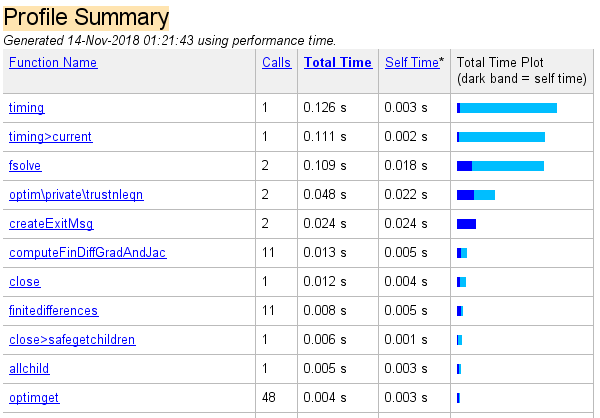 Profile Summary
Generated 14-Nov-2018 01:21:43 using performance time.
Function Name Calls Total Time Self Time* Total Time Plot
(dark band = self time)
timing 1 0.126 s 0.003 s
timing>current 1 0.111 s 0.002 s
fsolve 2 0.109 s 0.018 s
optim\private\trustnleqn 2 0.048 s 0.022 s
createExitMsg 2 0.024 s 0.024 s
computeFinDiffGradAndJac 11 0.013 s 0.005 s
close 1 0.012 s 0.004 s
finitedifferences 11 0.008 s 0.005 s
close>safegetchildren 1 0.006 s 0.001 s
allchild 1 0.005 s 0.003 s
optimget 48 0.004 s 0.003 s